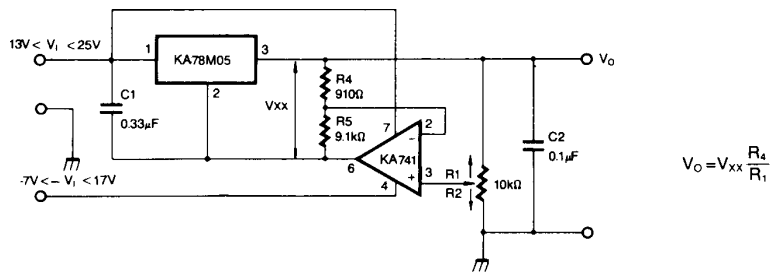 13V < VI < 25V
1
KA78M05
3
2
VO
C1
0.33μF
VXX
R4
910Ω
R5
9.1kΩ
7
2
−
KA741
+
6
3
4
R1
R2
10kΩ
C2
0.1μF
VO = VXX R4/R1
-7V < − VI < 17V